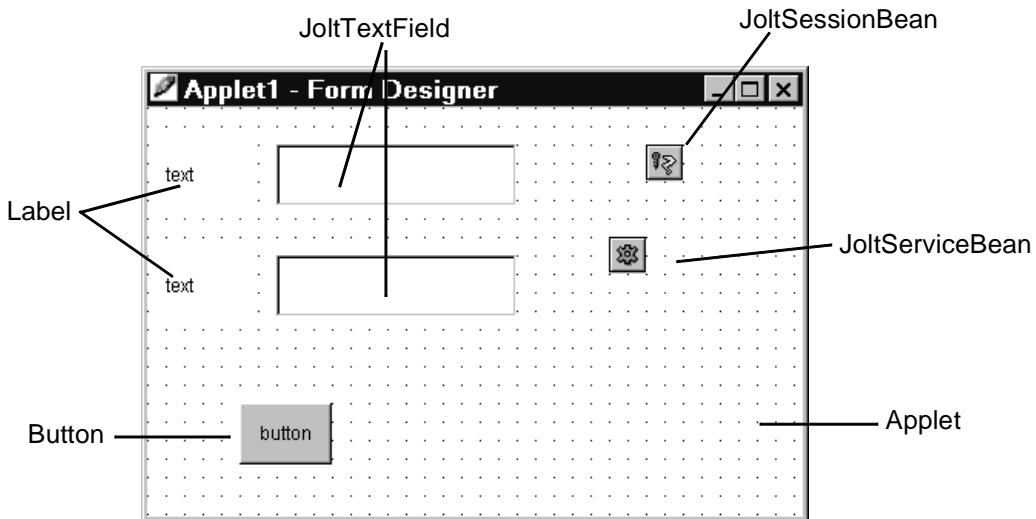 JoltTextField
JoltSessionBean
Applet1 - Form Designer
text
Label
JoltServiceBean
text
Button
button
Applet